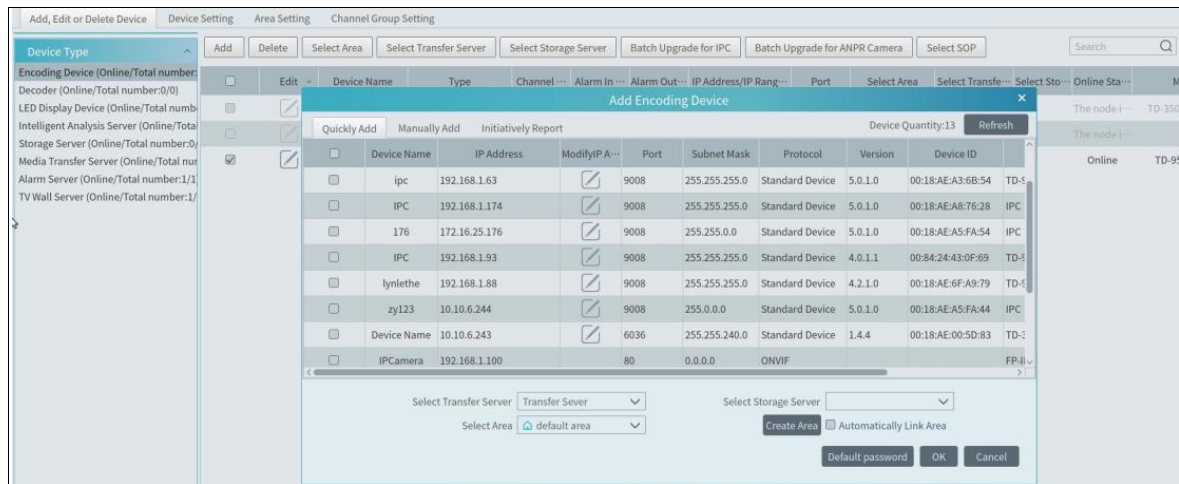 Add, Edit or Delete Device Device Setting Area Setting Channel Group Setting
Device Type
Add Delete Select Area Select Transfer Server Select Storage Server Batch Upgrade for IPC Batch Upgrade for ANPR Camera Select SOP Search
Encoding Device (Online/Total number:
Decoder (Online/Total number:0/0)
LED Display Device (Online/Total numb
Intelligent Analysis Server (Online/Total
Storage Server (Online/Total number:0/
Media Transfer Server (Online/Total nur
Alarm Server (Online/Total number:1/1
TV Wall Server (Online/Total number:1/
Edit Device Name Type Channel ··· Alarm In ··· Alarm Out··· IP Address/IP Rang··· Port Select Area Select Transfe··· Select Sto··· Online Sta··· M
The node i··· TD-350
The node i···
Online TD-95
Add Encoding Device
Quickly Add Manually Add Initiatively Report Device Quantity:13 Refresh
Device Name IP Address ModifyIP A··· Port Subnet Mask Protocol Version Device ID
ipc 192.168.1.63 9008 255.255.255.0 Standard Device 5.0.1.0 00:18:AE:A3:6B:54 TD-9
IPC 192.168.1.174 9008 255.255.255.0 Standard Device 5.0.1.0 00:18:AE:A8:76:28 IPC
176 172.16.25.176 9008 255.255.0.0 Standard Device 5.0.1.0 00:18:AE:A5:FA:54 IPC
IPC 192.168.1.93 9008 255.255.255.0 Standard Device 4.0.1.1 00:84:24:43:0F:69 TD-9
lynlethe 192.168.1.88 9008 255.255.255.0 Standard Device 4.2.1.0 00:18:AE:6F:A9:79 TD-9
zy123 10.10.6.244 9008 255.0.0.0 Standard Device 5.0.1.0 00:18:AE:A5:FA:44 IPC
Device Name 10.10.6.243 6036 255.255.240.0 Standard Device 1.4.4 00:18:AE:00:5D:83 TD-3
IPCamera 192.168.1.100 80 0.0.0.0 ONVIF FP-II
Select Transfer Server Transfer Sever Select Storage Server
Select Area default area Create Area Automatically Link Area
Default password OK Cancel